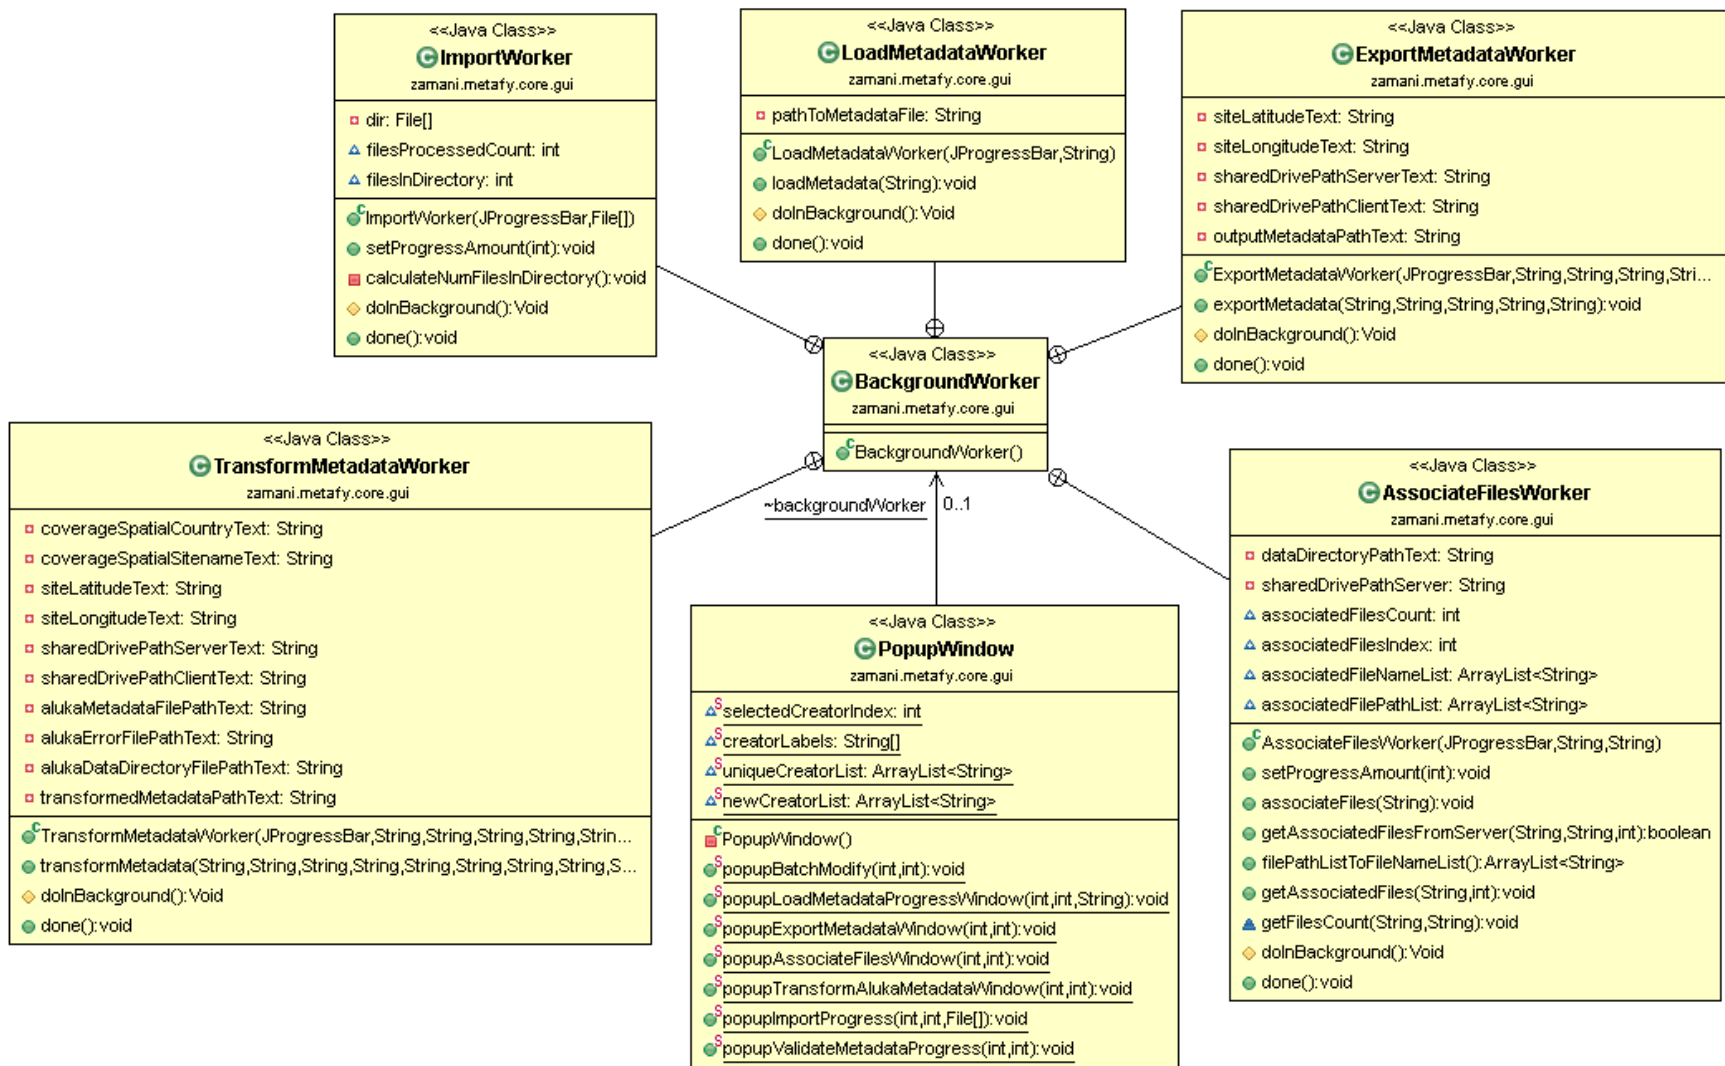 <<Java Class>>
ImportWorker
zamani.metafy.core.gui
dir: File[]
filesProcessedCount: int
filesInDirectory: int
ImportWorker(JProgressBar,File[])
setProgressAmount(int):void
calculateNumFilesInDirectory():void
doInBackground():Void
done():void
<<Java Class>>
LoadMetadataWorker
zamani.metafy.core.gui
pathToMetadataFile: String
LoadMetadataWorker(JProgressBar,String)
loadMetadata(String):void
doInBackground():Void
done():void
<<Java Class>>
ExportMetadataWorker
zamani.metafy.core.gui
siteLatitudeText: String
siteLongitudeText: String
sharedDrivePathServerText: String
sharedDrivePathClientText: String
outputMetadataPathText: String
ExportMetadataWorker(JProgressBar,String,String,String,Stri...
exportMetadata(String,String,String,String,String):void
doInBackground():Void
done():void
<<Java Class>>
BackgroundWorker
zamani.metafy.core.gui
BackgroundWorker()
~backgroundWorker 0..1
<<Java Class>>
TransformMetadataWorker
zamani.metafy.core.gui
coverageSpatialCountryText: String
coverageSpatialSitenameText: String
siteLatitudeText: String
siteLongitudeText: String
sharedDrivePathServerText: String
sharedDrivePathClientText: String
alukaMetadataFilePathText: String
alukaErrorFilePathText: String
alukaDataDirectoryFilePathText: String
transformedMetadataPathText: String
TransformMetadataWorker(JProgressBar,String,String,String,String,Strin...
transformMetadata(String,String,String,String,String,String,String,String,S...
doInBackground():Void
done():void
<<Java Class>>
PopupWindow
zamani.metafy.core.gui
selectedCreatorIndex: int
creatorLabels: String[]
uniqueCreatorList: ArrayList<String>
newCreatorList: ArrayList<String>
PopupWindow()
popupBatchModify(int,int):void
popupLoadMetadataProgressWindow(int,int,String):void
popupExportMetadataWindow(int,int):void
popupAssociateFilesWindow(int,int):void
popupTransformAlukaMetadataWindow(int,int):void
popupImportProgress(int,int,File[]):void
popupValidateMetadataProgress(int,int):void
<<Java Class>>
AssociateFilesWorker
zamani.metafy.core.gui
dataDirectoryPathText: String
sharedDrivePathServer: String
associatedFilesCount: int
associatedFilesIndex: int
associatedFileNameList: ArrayList<String>
associatedFilePathList: ArrayList<String>
AssociateFilesWorker(JProgressBar,String,String)
setProgressAmount(int):void
associateFiles(String):void
getAssociatedFilesFromServer(String,String,int):boolean
filePathListToFileNameList():ArrayList<String>
getAssociatedFiles(String,int):void
getFilesCount(String,String):void
doInBackground():Void
done():void